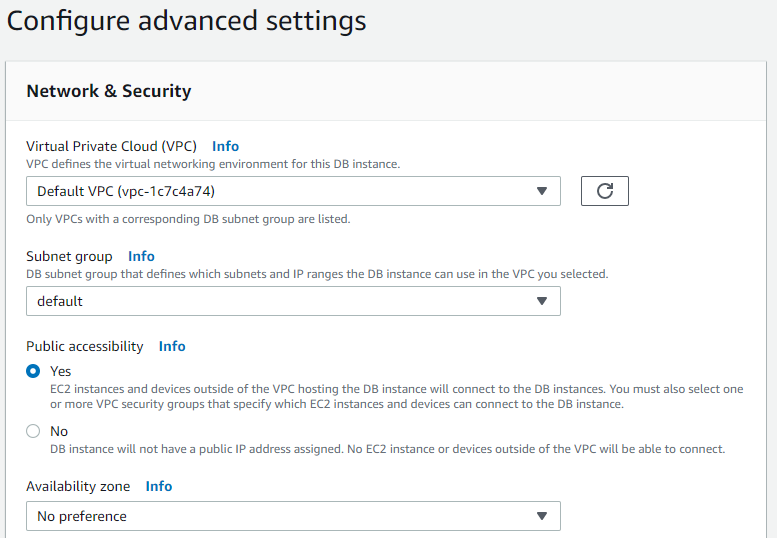 Configure advanced settings
Network & Security
Virtual Private Cloud (VPC) Info
VPC defines the virtual networking environment for this DB instance.
Default VPC (vpc-1c7c4a74)
Only VPCs with a corresponding DB subnet group are listed.
Subnet group Info
DB subnet group that defines which subnets and IP ranges the DB instance can use in the VPC you selected.
default
Public accessibility Info
Yes
EC2 instances and devices outside of the VPC hosting the DB instance will connect to the DB instances. You must also select one
or more VPC security groups that specify which EC2 instances and devices can connect to the DB instance.
No
DB instance will not have a public IP address assigned. No EC2 instance or devices outside of the VPC will be able to connect.
Availability zone Info
No preference